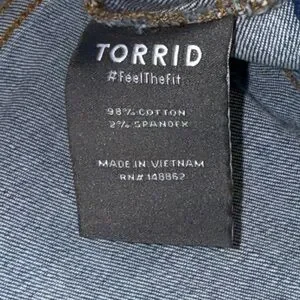 TORRID
#FeelTheFit
98% COTTON
2% SPANDEX
MADE IN VIETNAM
RN# 148862